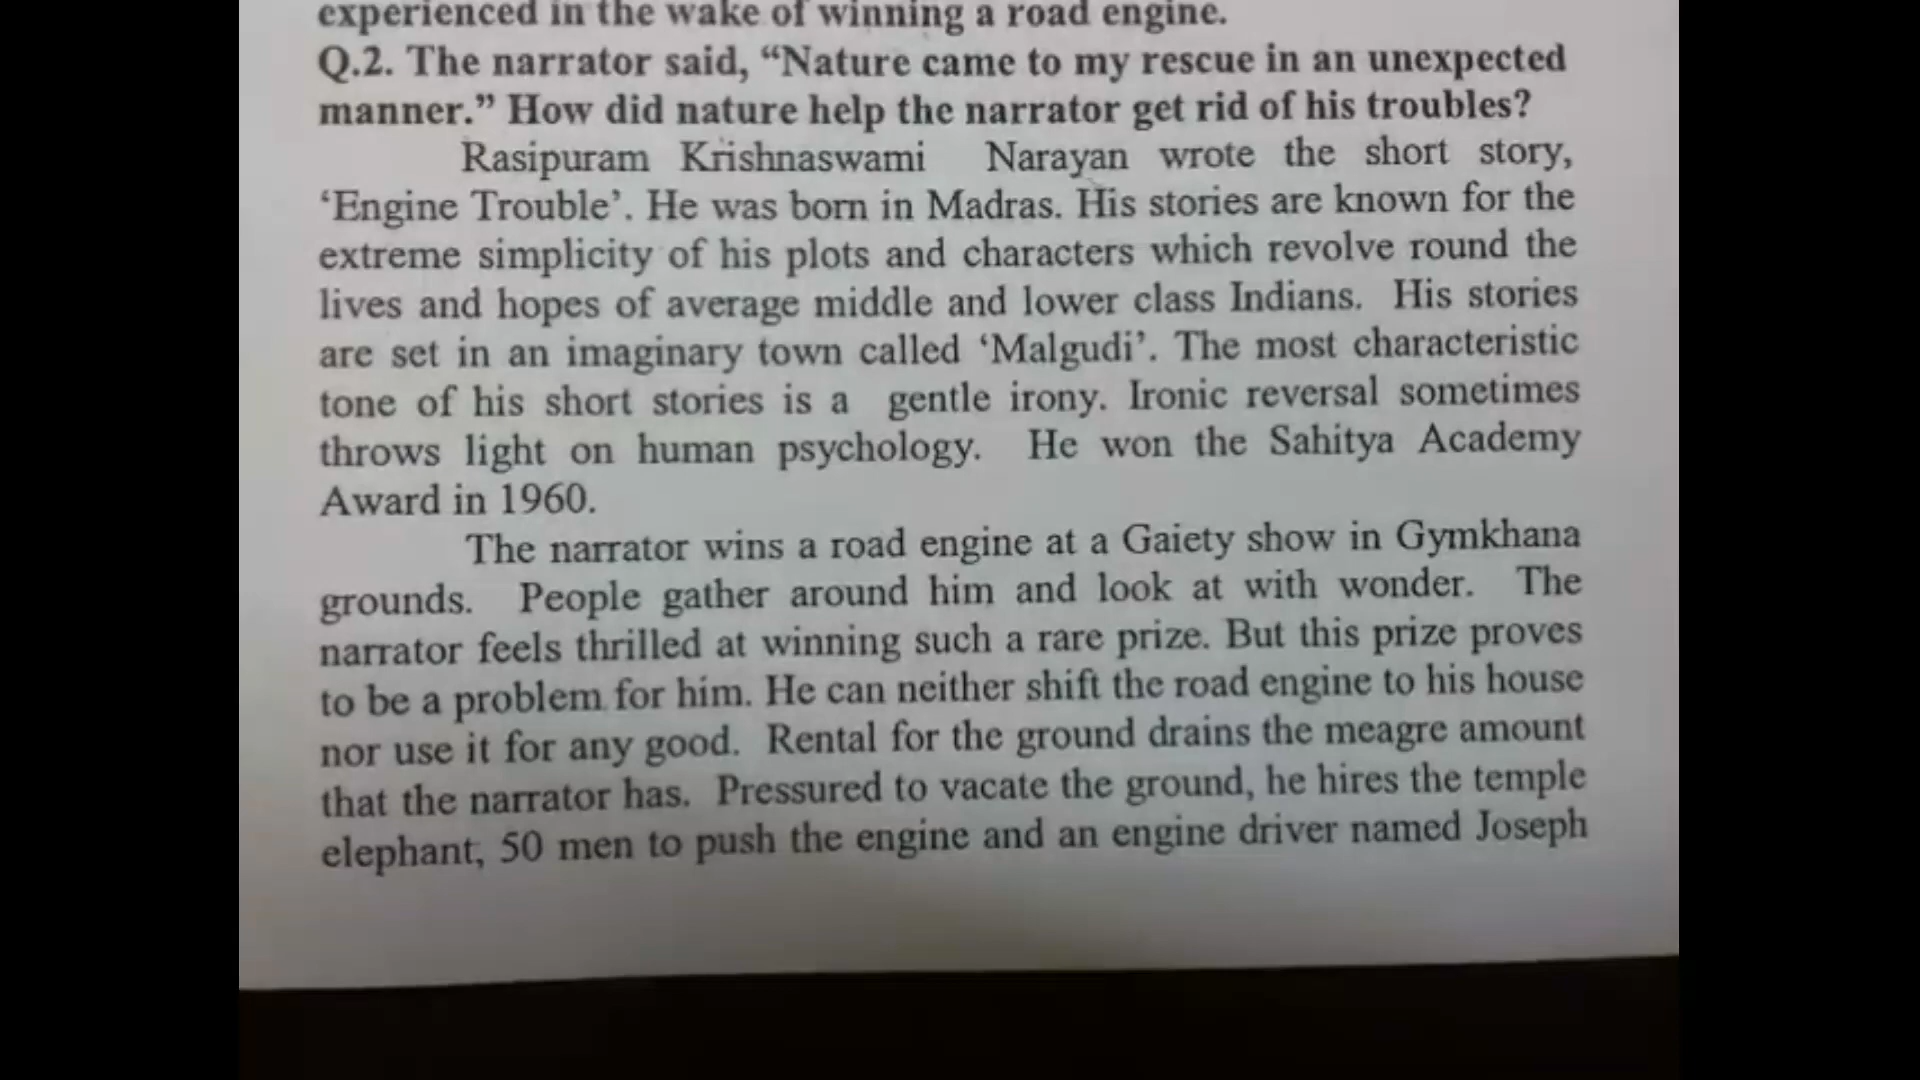 experienced in the wake of winning a road engine.
Q.2. The narrator said, “Nature came to my rescue in an unexpected
manner.” How did nature help the narrator get rid of his troubles?
Rasipuram Krishnaswami Narayan wrote the short story,
‘Engine Trouble’. He was born in Madras. His stories are known for the
extreme simplicity of his plots and characters which revolve round the
lives and hopes of average middle and lower class Indians. His stories
are set in an imaginary town called ‘Malgudi’. The most characteristic
tone of his short stories is a gentle irony. Ironic reversal sometimes
throws light on human psychology. He won the Sahitya Academy
Award in 1960.
The narrator wins a road engine at a Gaiety show in Gymkhana
grounds. People gather around him and look at with wonder. The
narrator feels thrilled at winning such a rare prize. But this prize proves
to be a problem for him. He can neither shift the road engine to his house
nor use it for any good. Rental for the ground drains the meagre amount
that the narrator has. Pressured to vacate the ground, he hires the temple
elephant, 50 men to push the engine and an engine driver named Joseph